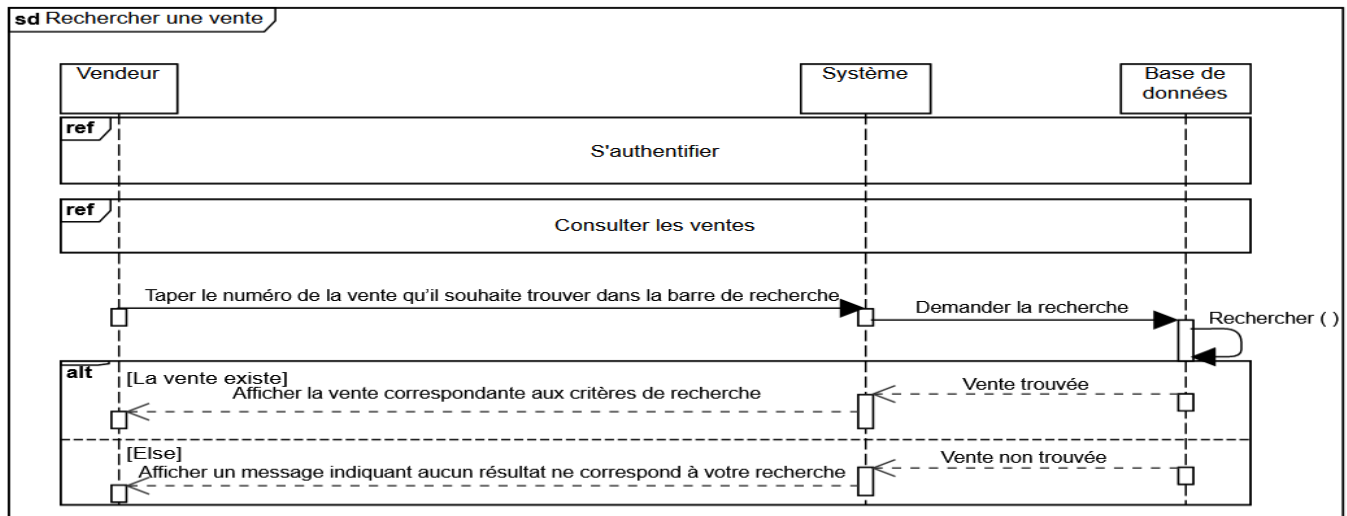 sd Rechercher une vente
Vendeur
Système
Base de
données
ref
S'authentifier
ref
Consulter les ventes
Taper le numéro de la vente qu'il souhaite trouver dans la barre de recherche
Demander la recherche
Rechercher ( )
alt
[La vente existe]
Vente trouvée
Afficher la vente correspondante aux critères de recherche
[Else]
Vente non trouvée
Afficher un message indiquant aucun résultat ne correspond à votre recherche